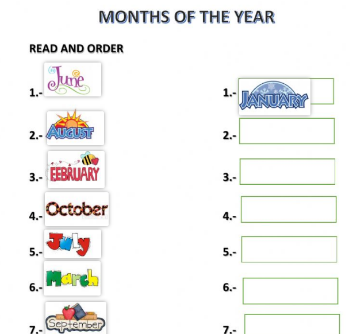 MONTHS OF THE YEAR
READ AND ORDER
1.- June 1.- JANUARY
2.- AUGUST 2.-
3.- FEBRUARY 3.-
4.- October 4.-
5.- July 5.-
6.- March 6.-
7.- September 7.-